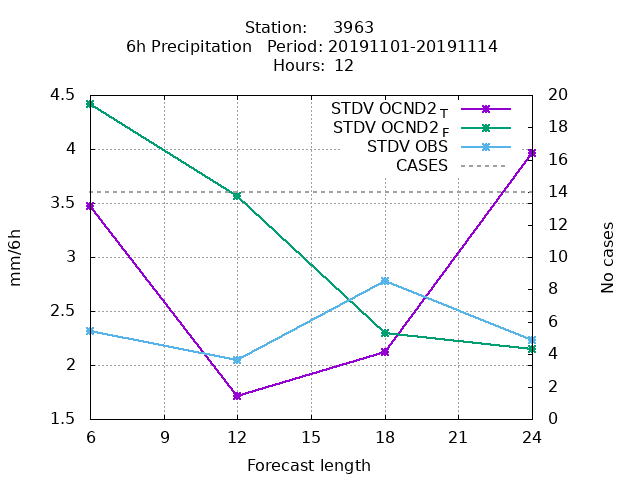 Station: 3963
6h Precipitation Period: 20191101-20191114
Hours: 12
STDV OCND2T
STDV OCND2F
STDV OBS
CASES
4.5
4
3.5
3
2.5
2
1.5
mm/6h
20
18
16
14
12
10
8
6
4
2
0
No cases
6 9 12 15 18 21 24
Forecast length